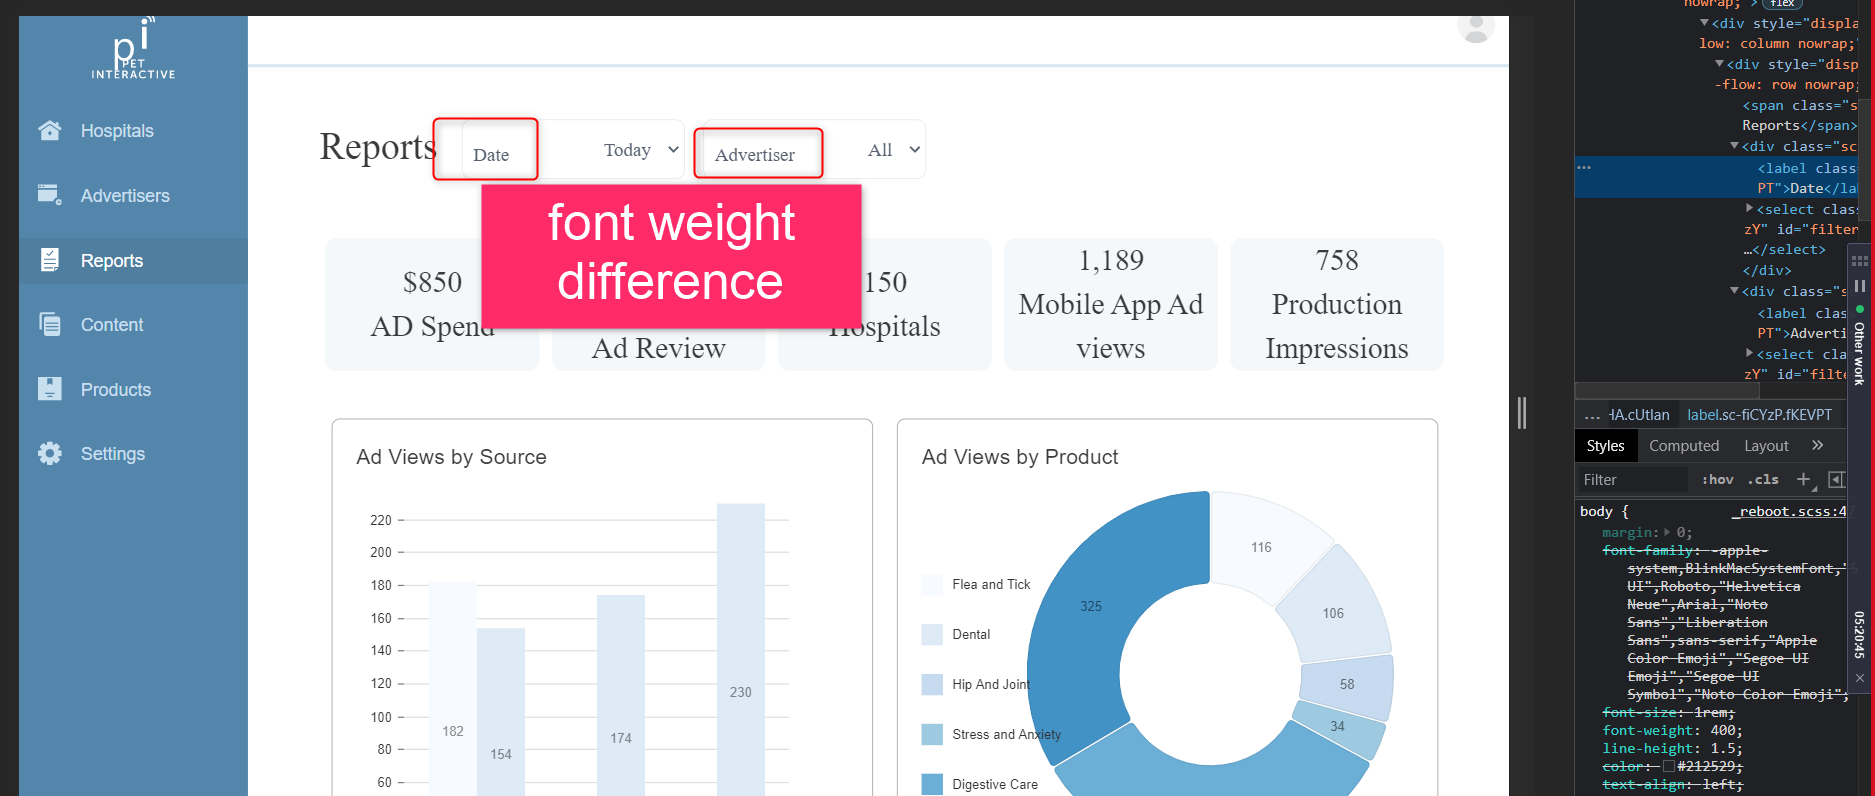 pi
PET
INTERACTIVE
Hospitals
Advertisers
Reports
Content
Products
Settings
Reports
Date
Today
Advertiser
All
font weight
difference
$850
AD Spend
Ad Review
150
Hospitals
1,189
Mobile App Ad
views
758
Production
Impressions
Ad Views by Source
220
200
180
160
140
120
100
80
60
182
154
174
230
Ad Views by Product
Flea and Tick
Dental
Hip And Joint
Stress and Anxiety
Digestive Care
325
116
106
58
34
nowrap; "> flex
▼<div style="displa
low: column nowrap;"
▼<div style="disp
-flow: row nowrap;
<span class="s
Reports</span>
▼<div class="sc
... <label class
PT">Date</la
▶<select clas
zY" id="filter
…</select>
</div>
▼<div class="s
<label clas
PT">Adverti
▶<select cla
zY" id="filte
... HA.cUtlan label.sc-fiCYzP.fKEVPT
Styles Computed Layout »
Filter :hov .cls +
body { _reboot.scss:4
margin:▶ 0;
font-family: -apple-
system,BlinkMacSystemFont,"S
UI",Roboto,"Helvetica
Neue",Arial,"Noto
Sans","Liberation
Sans",sans-serif,"Apple
Color Emoji","Segoe UI
Emoji","Segoe UI
Symbol","Noto Color Emoji";
font-size: 1rem;
font-weight: 400;
line-height: 1.5;
color: #212529;
text-align: left;
Other work
05:20:45